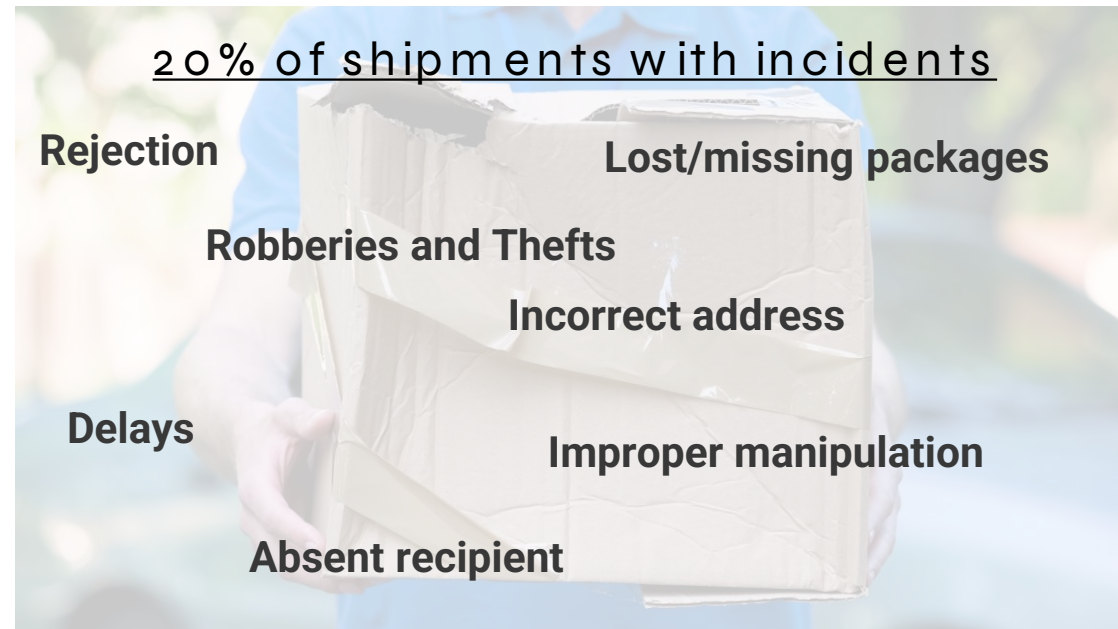 20% of shipments with incidents
Rejection
Lost/missing packages
Robberies and Thefts
Incorrect address
Delays
Improper manipulation
Absent recipient